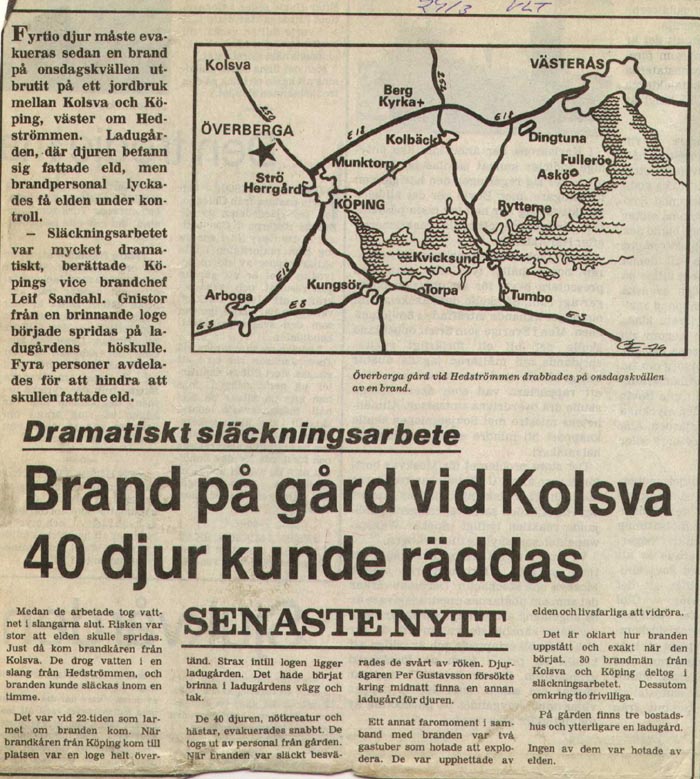 24/3 VLT
Fyrtio djur måste eva-
kueras sedan en brand
på onsdagskvällen ut-
brutit på ett jordbruk
mellan Kolsva och Kö-
ping, väster om Hed-
strömmen. Ladugår-
den, där djuren befann
sig fattade eld, men
brandpersonal lycka-
des få elden under kon-
troll.
– Släckningsarbetet
var mycket drama-
tiskt, berättade Kö-
pings vice brandchef
Leif Sandahl. Gnistor
från en brinnande loge
började spridas på la-
dugårdens höskulle.
Fyra personer avdela-
des för att hindra att
skullen fattade eld.
Kolsva
250
ÖVERBERGA
Strö
Herrgård
KÖPING
Munktorp
Berg
Kyrka+
E18
Kolbäck
252
E18
VÄSTERÅS
Dingtuna
Fullerö
Askö
Rytterne
Kvicksund
Kungsör
Torpa
Tumbo
Arboga
E18
E3
E3
E3
CE-79
Överberga gård vid Hedströmmen drabbades på onsdagskvällen
av en brand.
Dramatiskt släckningsarbete
Brand på gård vid Kolsva
40 djur kunde räddas
Medan de arbetade tog vatt-
net i slangarna slut. Risken var
stor att elden skulle spridas.
Just då kom brandkåren från
Kolsva. De drog vatten i en
slang från Hedströmmen, och
branden kunde släckas inom en
timme.
Det var vid 22-tiden som lar-
met om branden kom. När
brandkåren från Köping kom till
platsen var en loge helt över-
SENASTE NYTT
tänd. Strax intill logen ligger
ladugården. Det hade börjat
brinna i ladugårdens vägg och
tak.
De 40 djuren, nötkreatur och
hästar, evakuerades snabbt. De
togs ut av personal från gården.
När branden var släckt besvä-
rades de svårt av röken. Djur-
ägaren Per Gustavsson försökte
kring midnatt finna en annan
ladugård för djuren.
Ett annat faromoment i sam-
band med branden var två
gastuber som hotade att explo-
dera. De var upphettade av
elden och livsfarliga att vidröra.
Det är oklart hur branden
uppstått och exakt när den
börjat. 30 brandmän från
Kolsva och Köping deltog i
släckningsarbetet. Dessutom
omkring tio frivilliga.
På gården finns tre bostads-
hus och ytterligare en ladugård.
Ingen av dem var hotade av
elden.